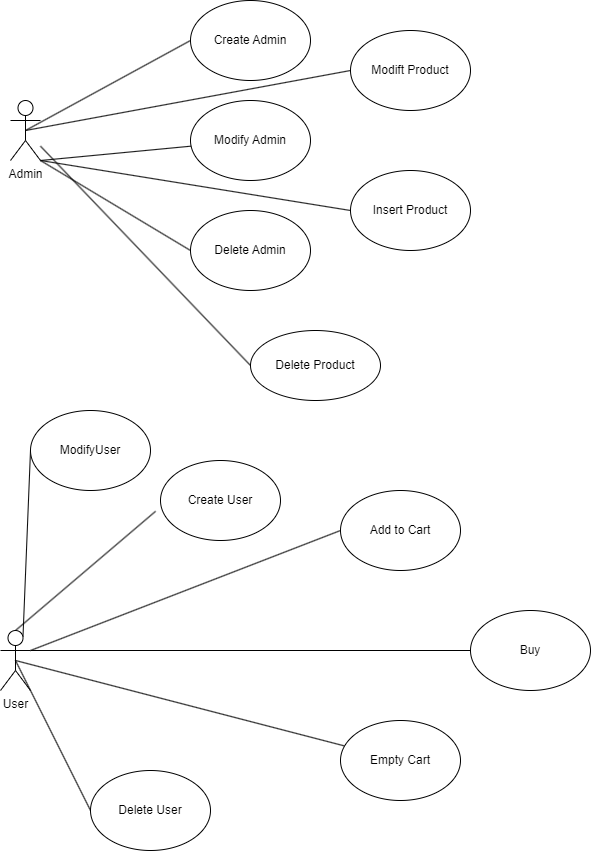 Create Admin
Modift Product
Modify Admin
Admin
Insert Product
Delete Admin
Delete Product
ModifyUser
Create User
Add to Cart
Buy
User
Empty Cart
Delete User